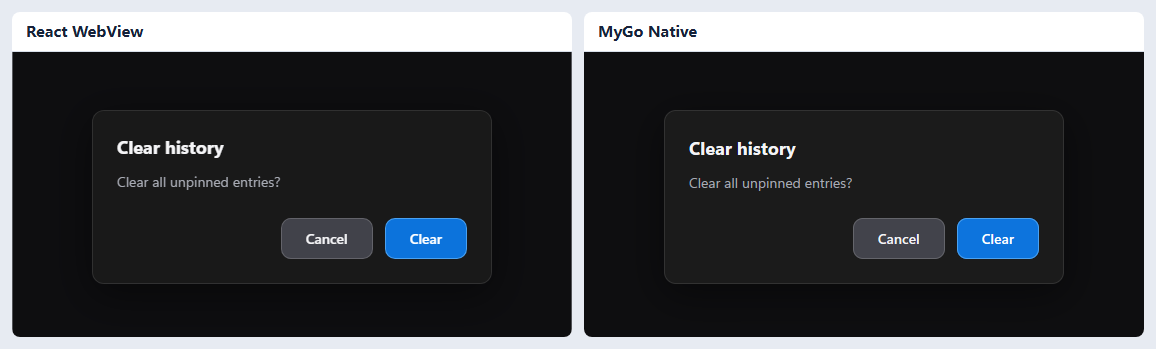 React WebView
Clear history
Clear all unpinned entries?
Cancel
Clear
MyGo Native
Clear history
Clear all unpinned entries?
Cancel
Clear